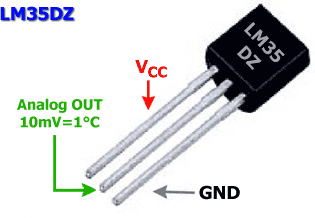 LM35DZ
LM35
DZ
VCC
Analog OUT
10mV=1°C
GND